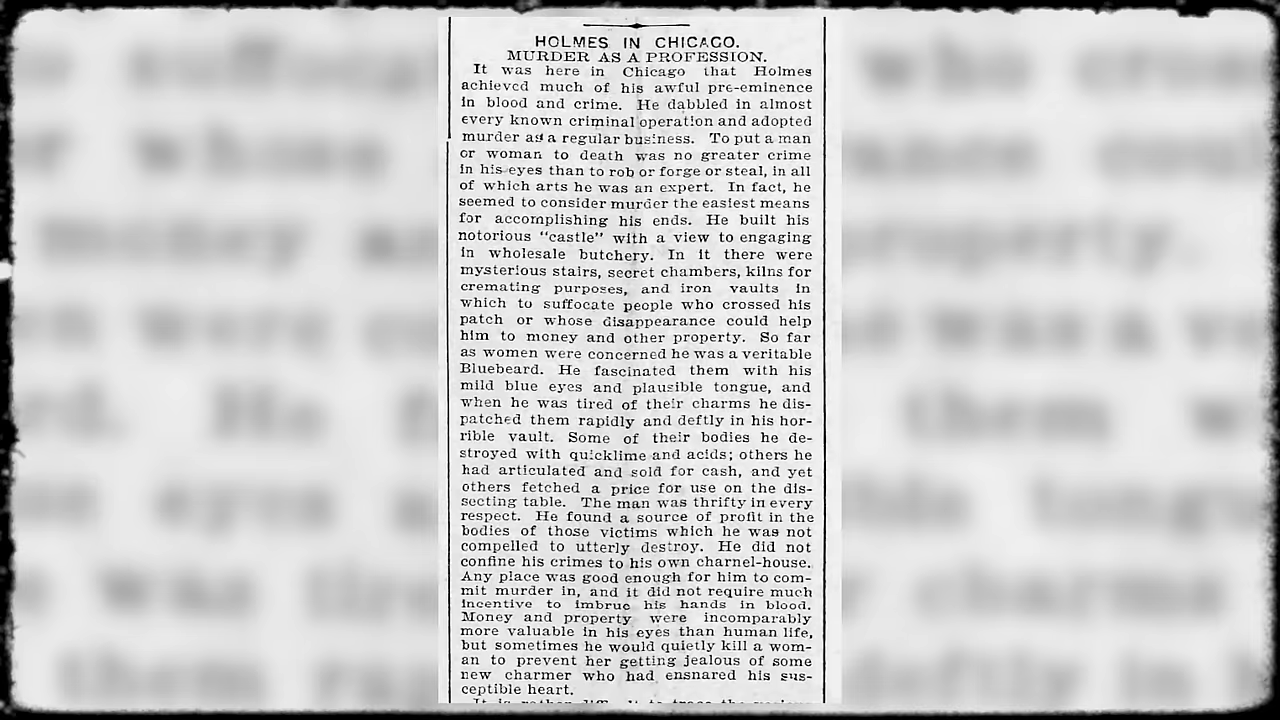 HOLMES IN CHICAGO.
MURDER AS A PROFESSION.
It was here in Chicago that Holmes
achieved much of his awful pre-eminence
in blood and crime. He dabbled in almost
every known criminal operation and adopted
murder as a regular business. To put a man
or woman to death was no greater crime
in his eyes than to rob or forge or steal, in all
of which arts he was an expert. In fact, he
seemed to consider murder the easiest means
for accomplishing his ends. He built his
notorious "castle" with a view to engaging
in wholesale butchery. In it there were
mysterious stairs, secret chambers, kilns for
cremating purposes, and iron vaults in
which to suffocate people who crossed his
patch or whose disappearance could help
him to money and other property. So far
as women were concerned he was a veritable
Bluebeard. He fascinated them with his
mild blue eyes and plausible tongue, and
when he was tired of their charms he dis-
patched them rapidly and deftly in his hor-
rible vault. Some of their bodies he de-
stroyed with quicklime and acids; others he
had articulated and sold for cash, and yet
others fetched a price for use on the dis-
secting table. The man was thrifty in every
respect. He found a source of profit in the
bodies of those victims which he was not
compelled to utterly destroy. He did not
confine his crimes to his own charnel-house.
Any place was good enough for him to com-
mit murder in, and it did not require much
incentive to imbrue his hands in blood.
Money and property were incomparably
more valuable in his eyes than human life,
but sometimes he would quietly kill a wom-
an to prevent her getting jealous of some
new charmer who had ensnared his sus-
ceptible heart.